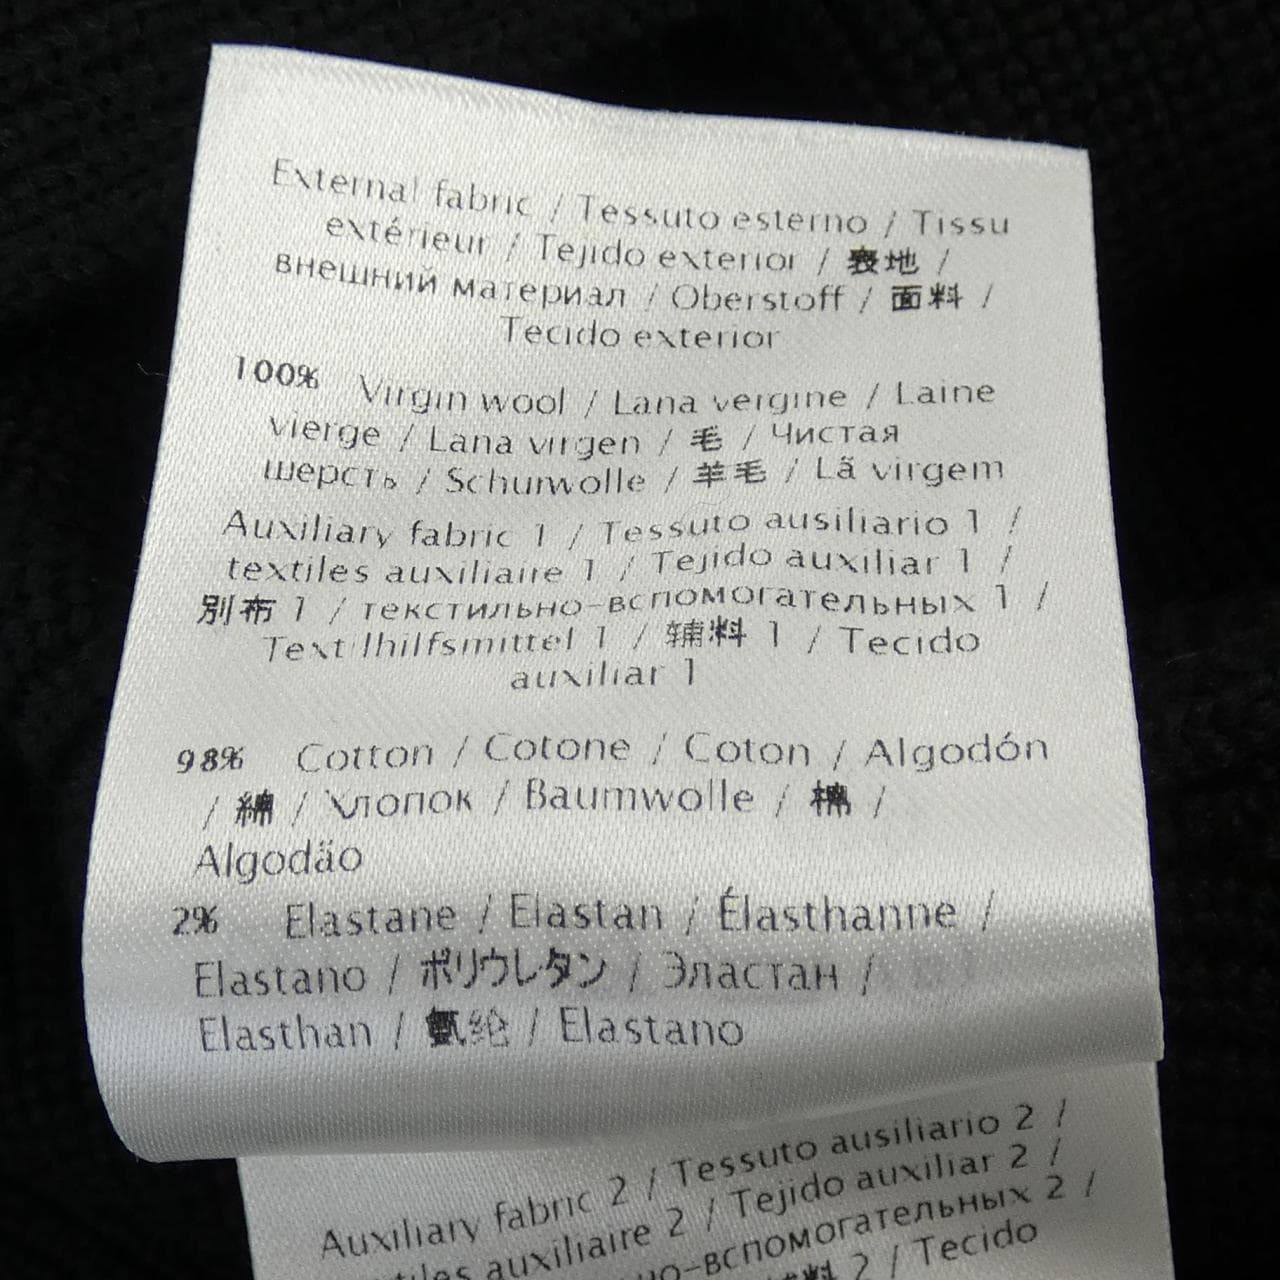 External fabric / Tessuto esterno / Tissu
extérieur / Tejido exterior / 表地 /
внешний материал / Oberstoff / 面料 /
Tecido exterior
100% Virgin wool / Lana vergine / Laine
vierge / Lana virgen / 毛 / Чистая
шерсть / Schurwolle / 羊毛 / Lã virgem
Auxiliary fabric 1 / Tessuto ausiliario 1 /
textiles auxiliaire 1 / Tejido auxiliar 1 /
別布 1 / текстильно-вспомогательных 1 /
Textilhilfsmittel 1 / 辅料 1 / Tecido
auxiliar 1
98% Cotton / Cotone / Coton / Algodón
/ 綿 / Хлопок / Baumwolle / 棉 /
Algodäo
2% Elastane / Elastan / Élasthanne /
Elastano / ポリウレタン / Эластан /
Elasthan / 氨纶 / Elastano
Auxiliary fabric 2 / Tessuto ausiliario 2 /
auxiliaire 2 / Tejido auxiliar 2 /
-вспомогательных 2 /
辅料 2 / Tecido